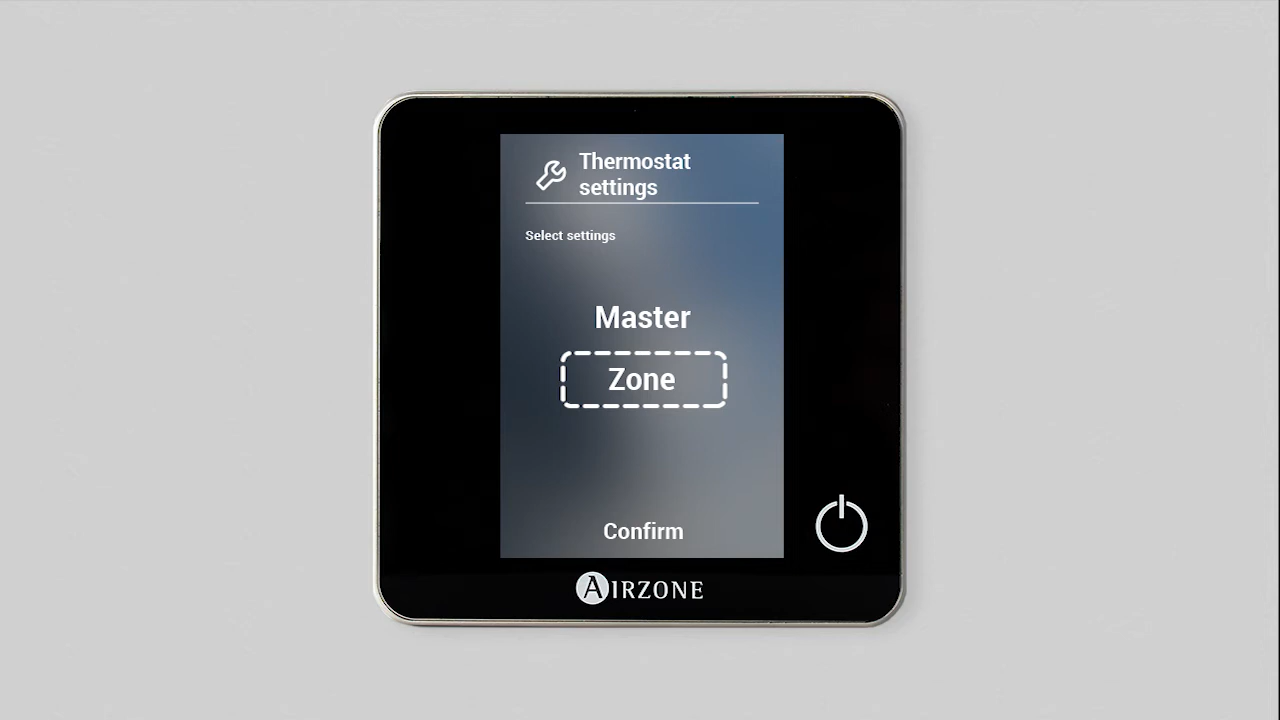 Thermostat
settings
Select settings
Master
Zone
Confirm
AIRZONE